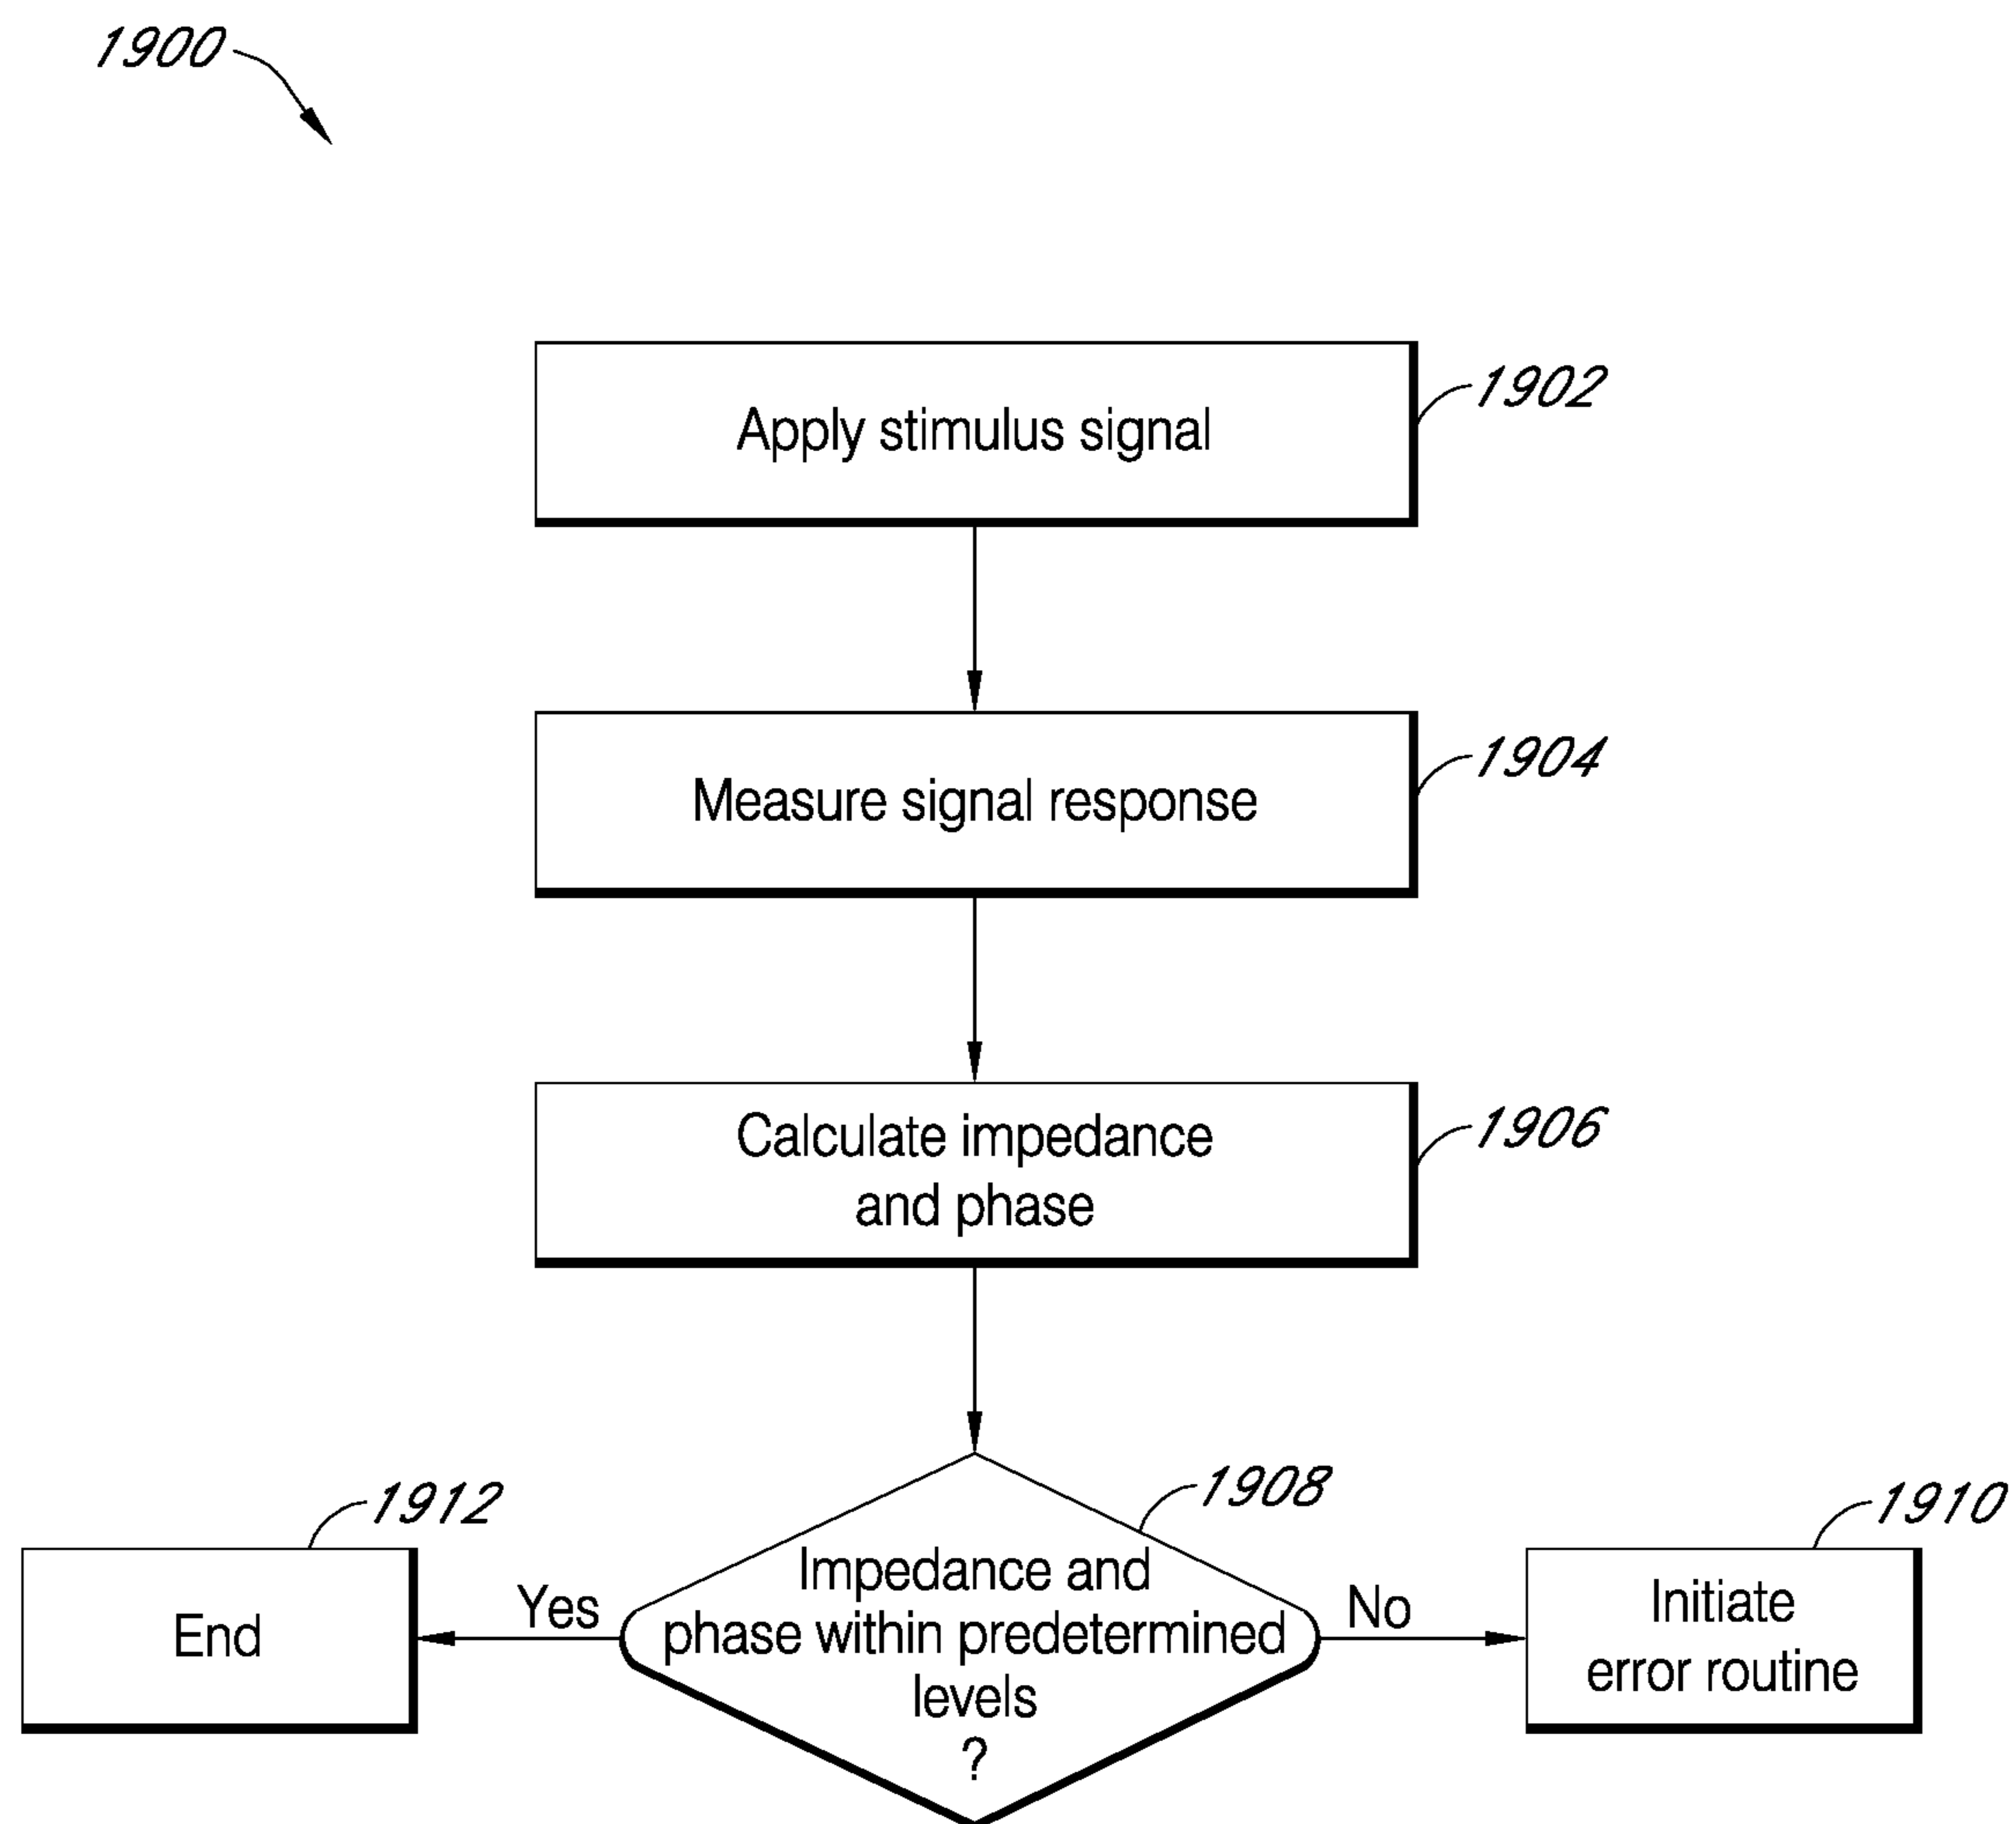 1900
Apply stimulus signal
1902
Measure signal response
1904
Calculate impedance
and phase
1906
1908
Impedance and
phase within predetermined
levels
?
Yes
1912
End
No
1910
Initiate
error routine